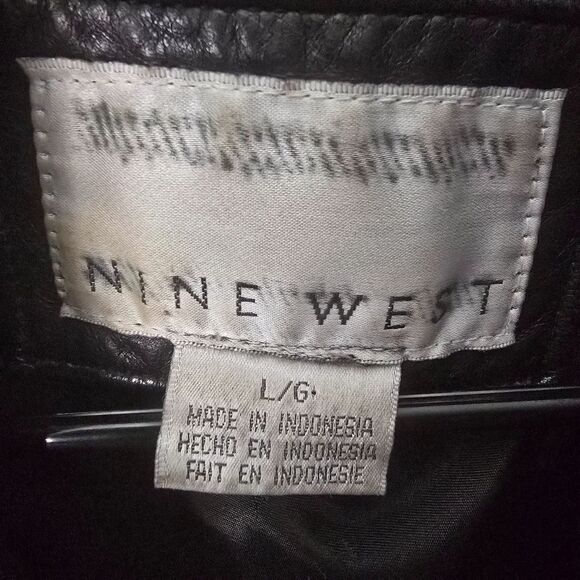 NINE WEST
L/G.
MADE IN INDONESIA
HECHO EN INDONESIA
FAIT EN INDONESIE